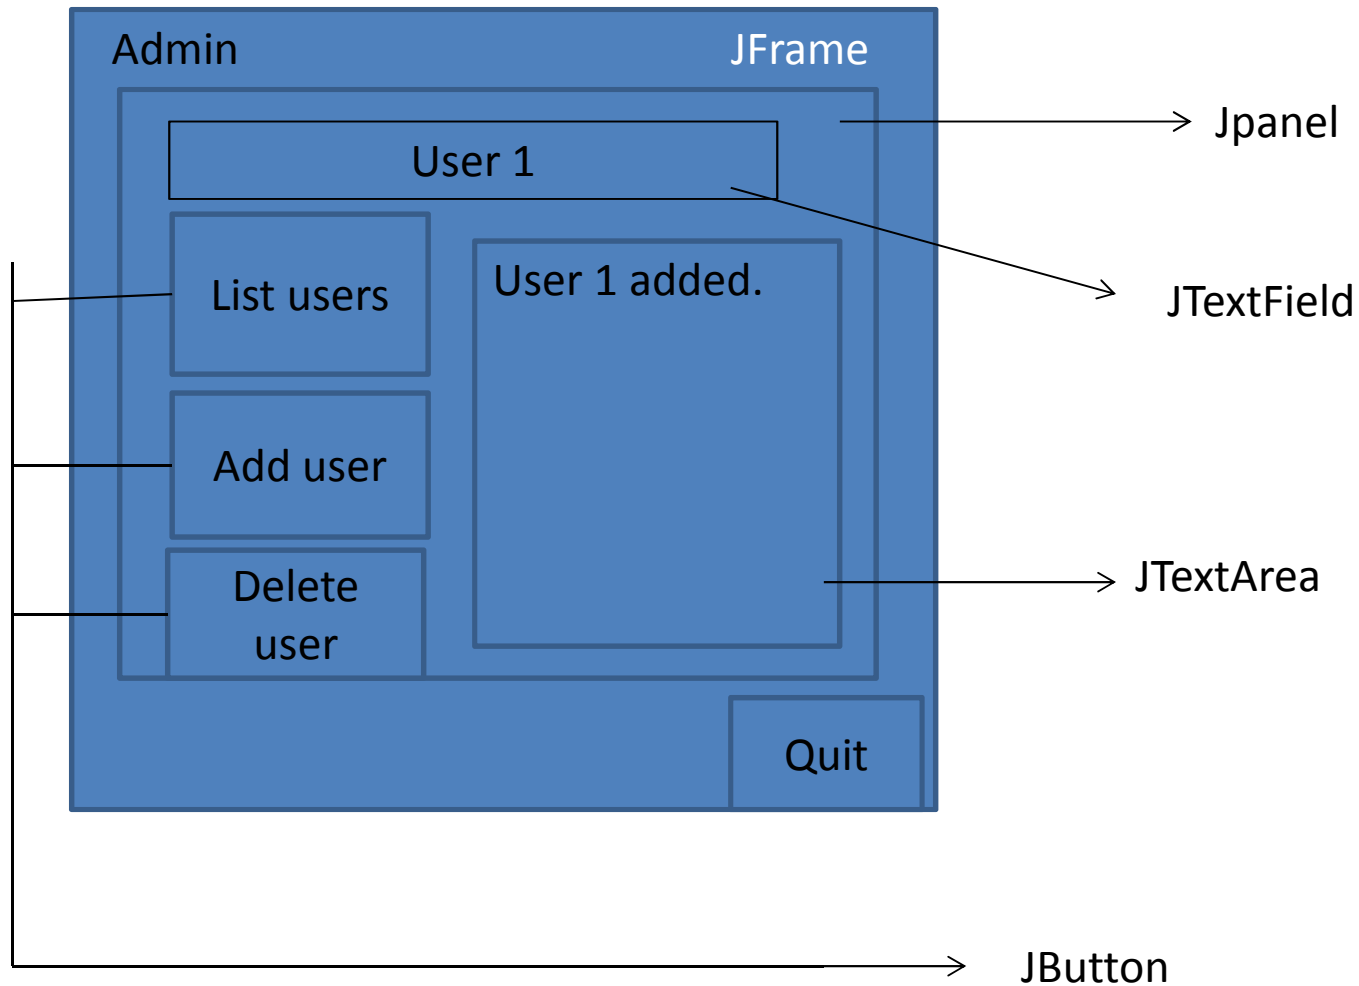 Admin
JFrame
Jpanel
User 1
JTextField
List users
User 1 added.
Add user
JTextArea
Delete
user
Quit
JButton